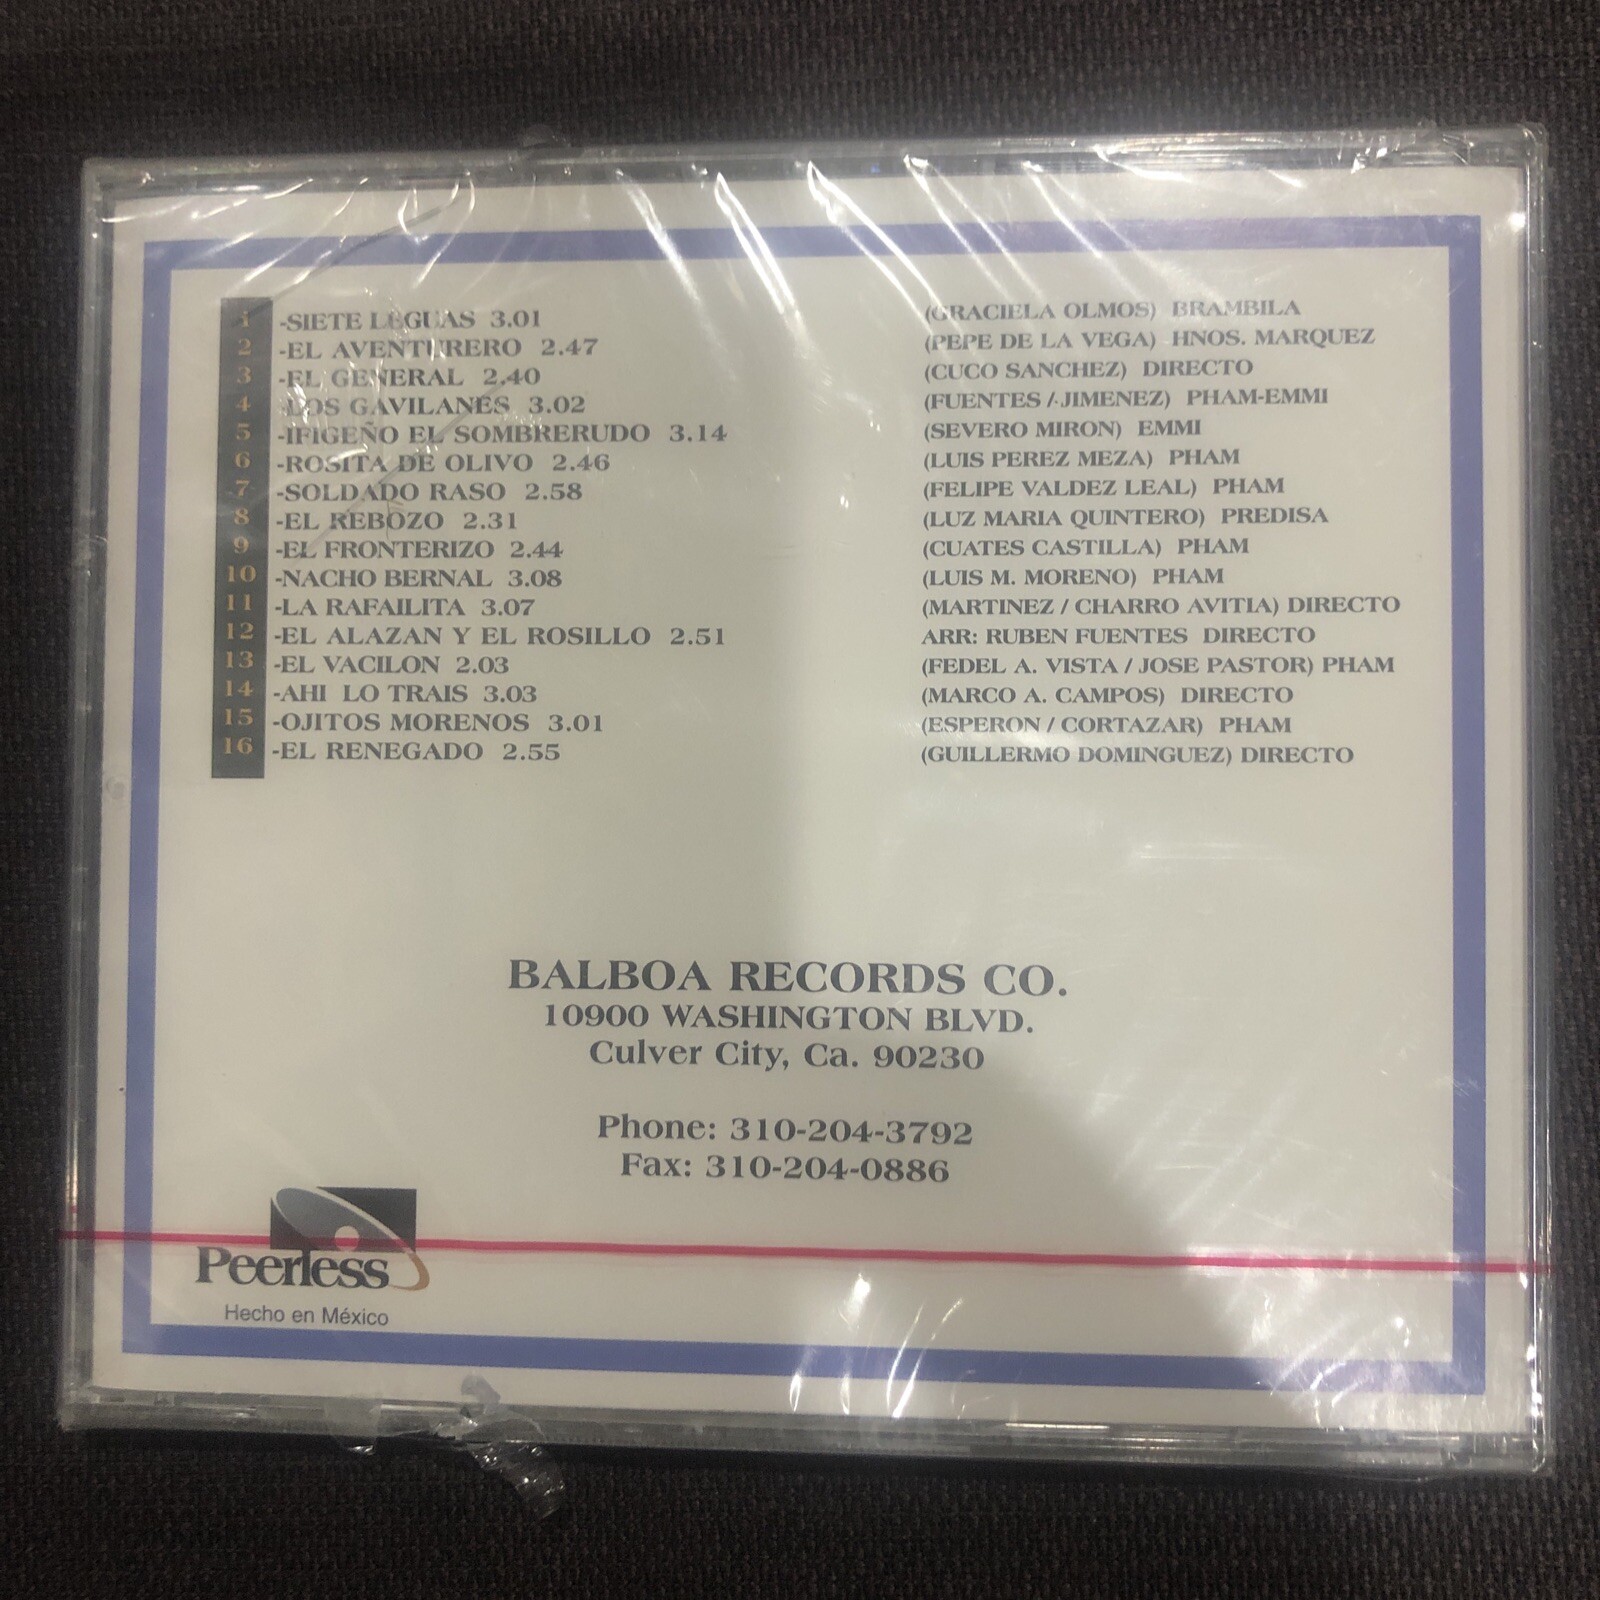 1 -SIETE LEGUAS 3.01 (GRACIELA OLMOS) BRAMBILA
2 -EL AVENTURERO 2.47 (PEPE DE LA VEGA) HNOS. MARQUEZ
3 -EL GENERAL 2.40 (CUCO SANCHEZ) DIRECTO
4 -LOS GAVILANES 3.02 (FUENTES / JIMENEZ) PHAM-EMMI
5 -IFIGEÑO EL SOMBRERUDO 3.14 (SEVERO MIRON) EMMI
6 -ROSITA DE OLIVO 2.46 (LUIS PEREZ MEZA) PHAM
7 -SOLDADO RASO 2.58 (FELIPE VALDEZ LEAL) PHAM
8 -EL REBOZO 2.31 (LUZ MARIA QUINTERO) PREDISA
9 -EL FRONTERIZO 2.44 (CUATES CASTILLA) PHAM
10 -NACHO BERNAL 3.08 (LUIS M. MORENO) PHAM
11 -LA RAFAILITA 3.07 (MARTINEZ / CHARRO AVITIA) DIRECTO
12 -EL ALAZAN Y EL ROSILLO 2.51 ARR: RUBEN FUENTES DIRECTO
13 -EL VACILON 2.03 (FEDEL A. VISTA / JOSE PASTOR) PHAM
14 -AHI LO TRAIS 3.03 (MARCO A. CAMPOS) DIRECTO
15 -OJITOS MORENOS 3.01 (ESPERON / CORTAZAR) PHAM
16 -EL RENEGADO 2.55 (GUILLERMO DOMINGUEZ) DIRECTO
BALBOA RECORDS CO.
10900 WASHINGTON BLVD.
Culver City, Ca. 90230
Phone: 310-204-3792
Fax: 310-204-0886
Peerless
Hecho en México